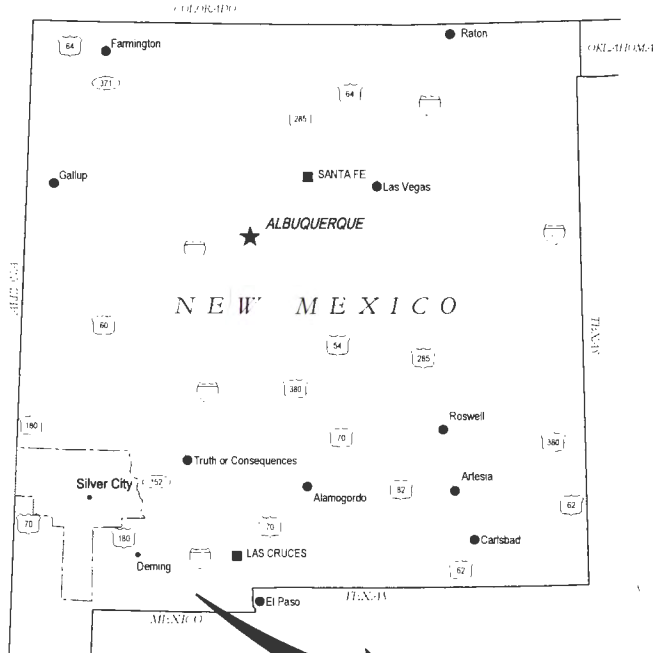 COLORADO
Raton
64
Farmington
OKLAHOMA
371
64
285
SANTA FE
Gallup
Las Vegas
ALBUQUERQUE
NEW MEXICO
60
TEXAS
54
285
380
180
70
Roswell
380
Truth or Consequences
Silver City
152
Alamogordo
82
Artesia
62
70
70
180
Deming
LAS CRUCES
Carlsbad
62
El Paso
TEXAS
MEXICO